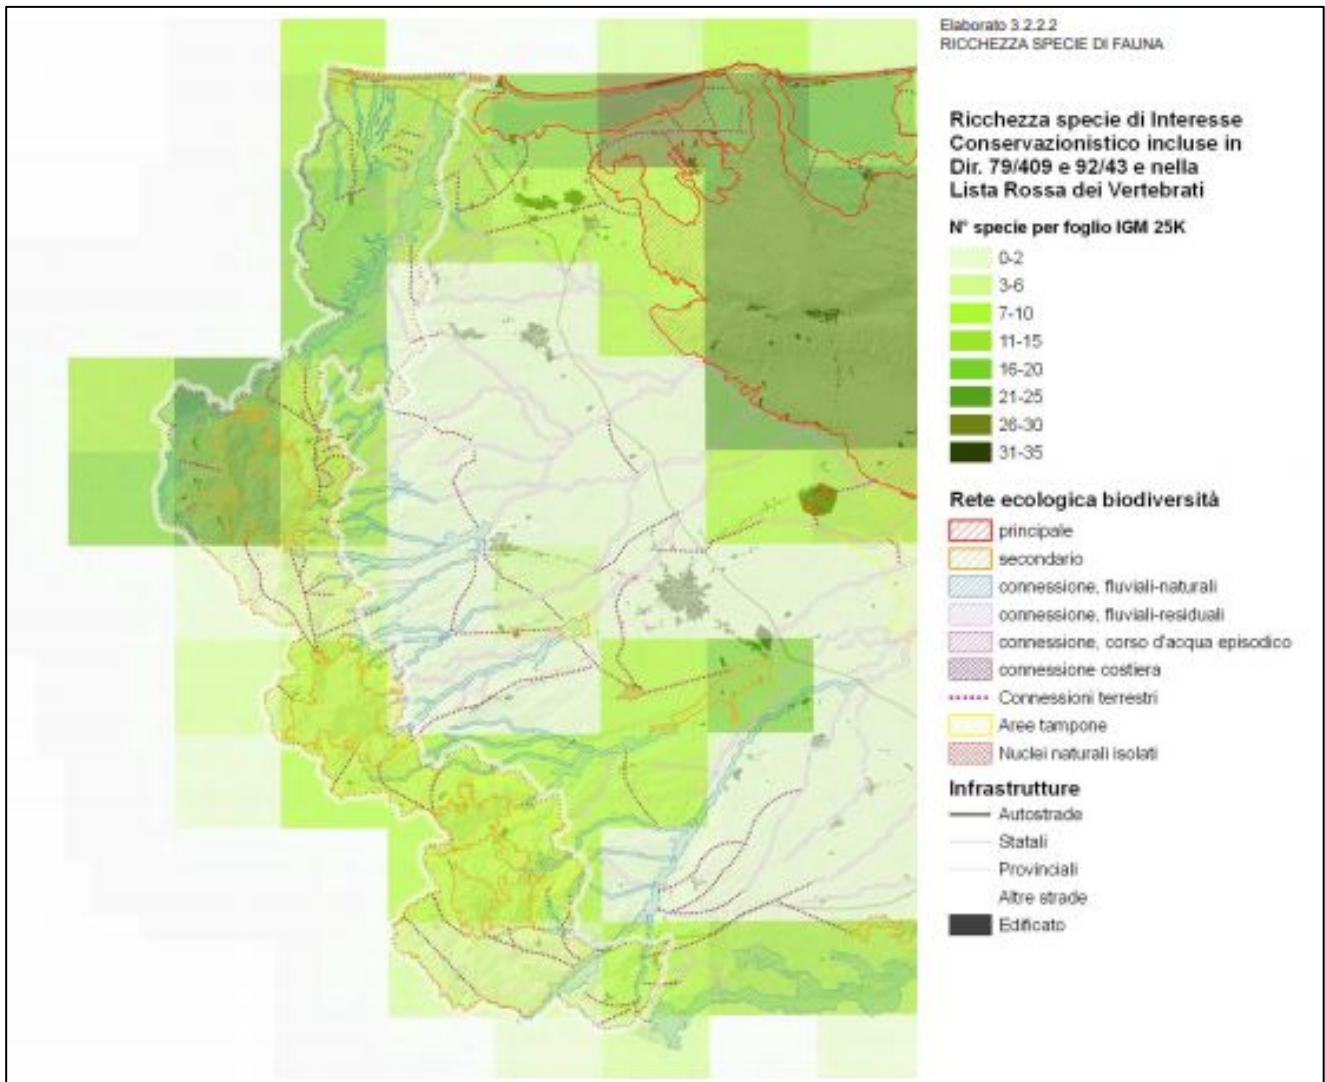 Elaborato 3.2.2.2
RICCHEZZA SPECIE DI FAUNA
Ricchezza specie di Interesse
Conservazionistico incluse in
Dir. 79/409 e 92/43 e nella
Lista Rossa dei Vertebrati
N° specie per foglio IGM 25K
0-2
3-6
7-10
11-15
16-20
21-25
26-30
31-35
Rete ecologica biodiversità
principale
secondario
connessione, fluviali-naturali
connessione, fluviali-residuali
connessione, corso d'acqua episodico
connessione costiera
Connessioni terrestri
Aree tampone
Nuclei naturali isolati
Infrastrutture
Autostrade
Statali
Provinciali
Altre strade
Edificato